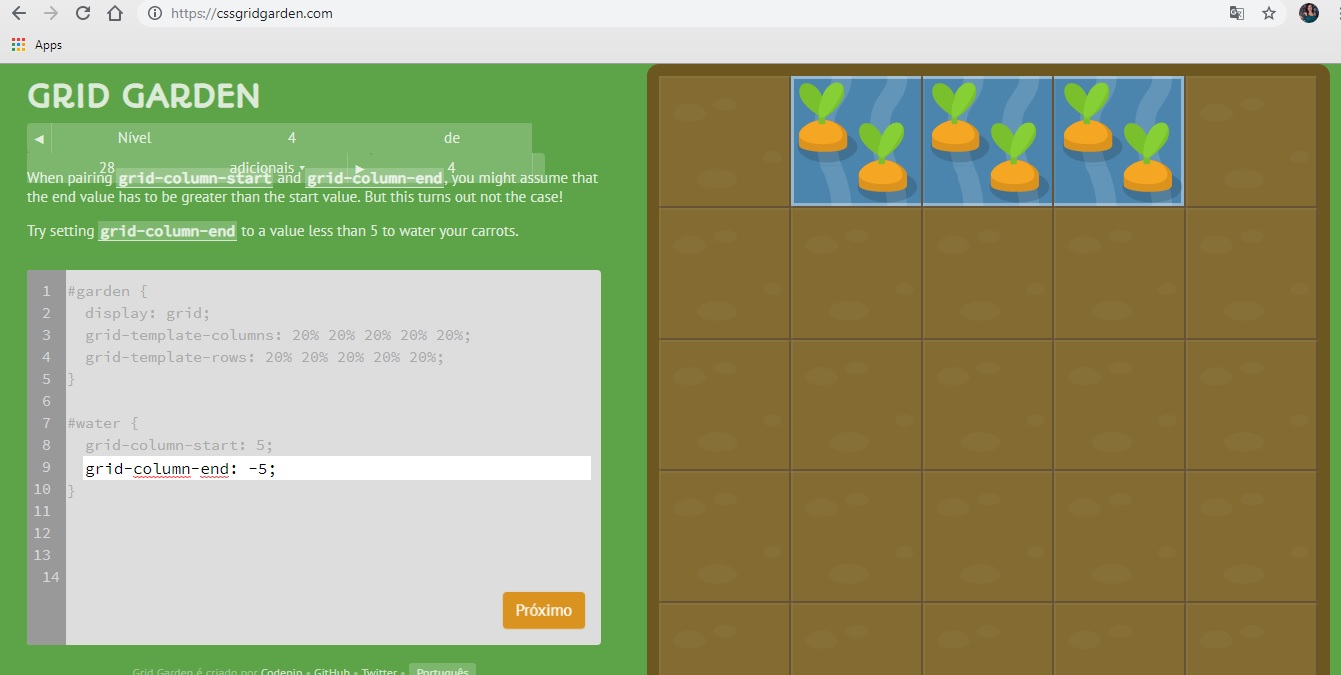 https://cssgridgarden.com
Apps
GRID GARDEN
◀ Nível 4 de
28 adicionais ▾ ▶ 4
When pairing grid-column-start and grid-column-end, you might assume that
the end value has to be greater than the start value. But this turns out not the case!
Try setting grid-column-end to a value less than 5 to water your carrots.
1 #garden {
2 display: grid;
3 grid-template-columns: 20% 20% 20% 20% 20%;
4 grid-template-rows: 20% 20% 20% 20% 20%;
5 }
6
7 #water {
8 grid-column-start: 5;
9 grid-column-end: -5;
10 }
11
12
13
14
Próximo
Grid Garden é criado por Codepip • GitHub • Twitter • Português